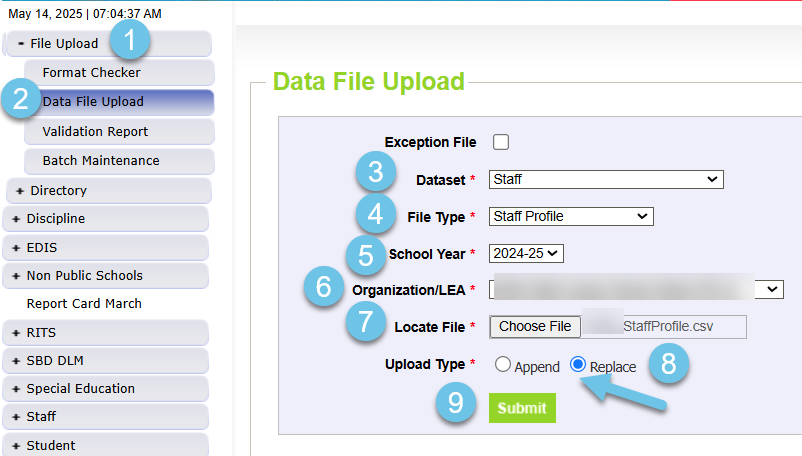 May 14, 2025 | 07:04:37 AM
- File Upload 1
Format Checker
2 Data File Upload
Validation Report
Batch Maintenance
+ Directory
+ Discipline
+ EDIS
+ Non Public Schools
Report Card March
+ RITS
+ SBD DLM
+ Special Education
+ Staff
+ Student
Data File Upload
Exception File
3 Dataset * Staff
4 File Type * Staff Profile
5 School Year * 2024-25
6 Organization/LEA *
7 Locate File * Choose File StaffProfile.csv
Upload Type * Append Replace 8
9 Submit